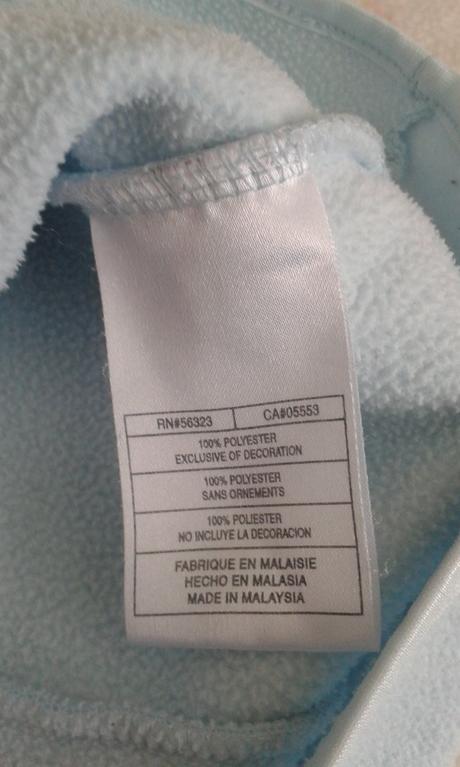 RN#56323 CA#05553
100% POLYESTER
EXCLUSIVE OF DECORATION
100% POLYESTER
SANS ORNEMENTS
100% POLIESTER
NO INCLUYE LA DECORACION
FABRIQUE EN MALAISIE
HECHO EN MALASIA
MADE IN MALAYSIA